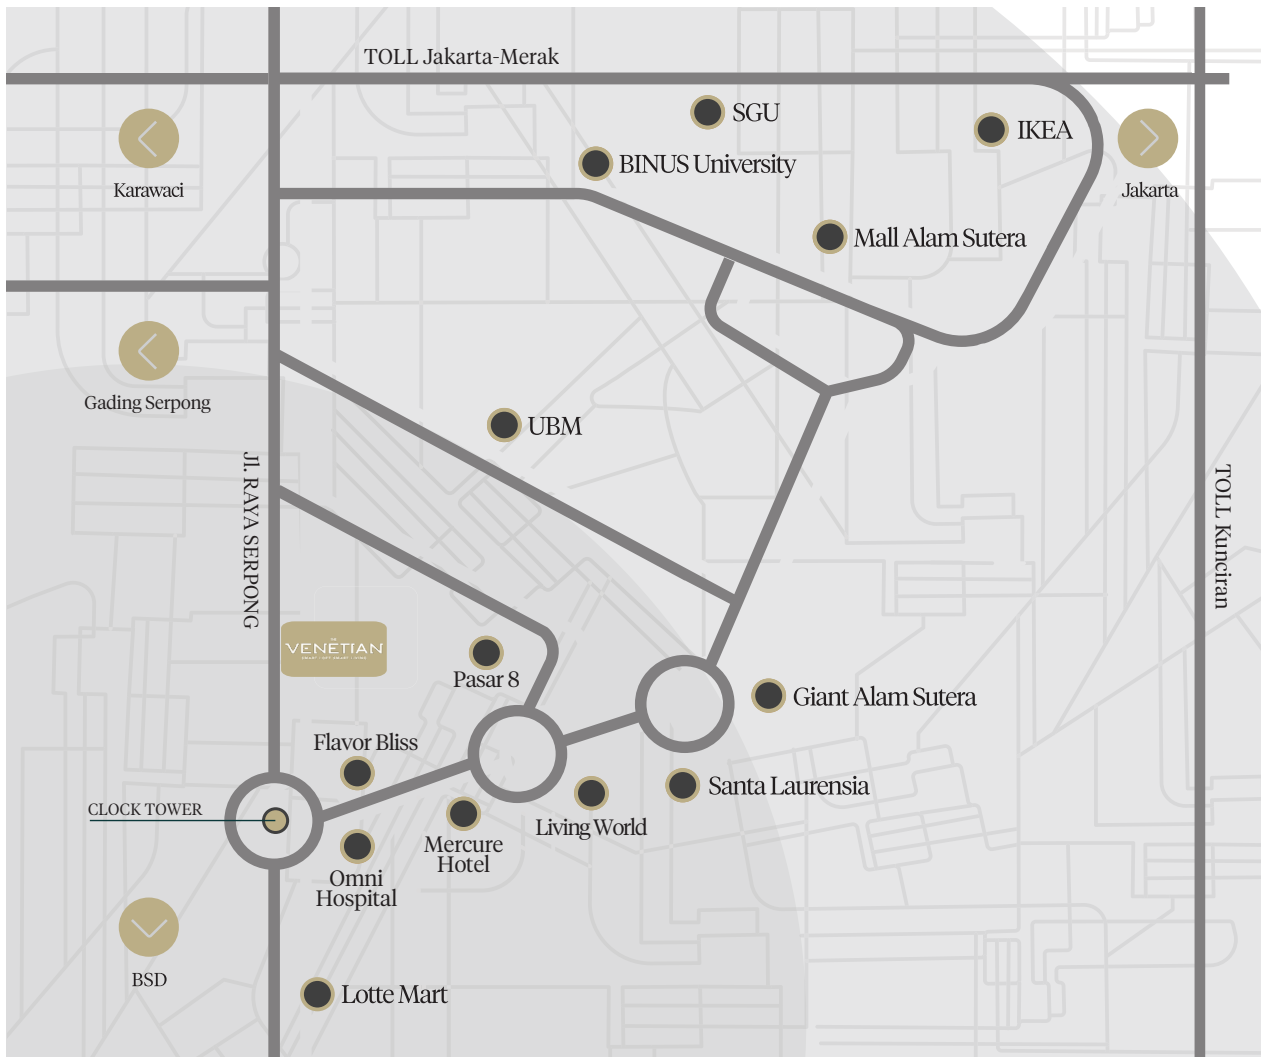 TOLL Jakarta-Merak
SGU
IKEA
BINUS University
Karawaci
Jakarta
Mall Alam Sutera
Gading Serpong
UBM
Jl. RAYA SERPONG
TOLL Kunciran
THE
VENETIAN
Pasar 8
Giant Alam Sutera
Flavor Bliss
Santa Laurensia
CLOCK TOWER
Living World
Mercure
Hotel
Omni
Hospital
BSD
Lotte Mart